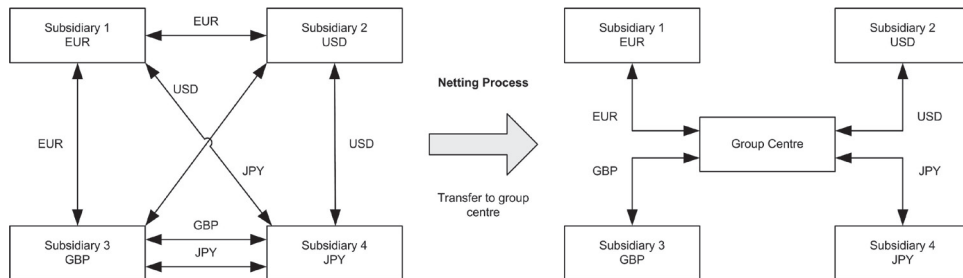 Subsidiary 1
EUR
EUR
Subsidiary 2
USD
USD
EUR
USD
JPY
GBP
JPY
Subsidiary 3
GBP
Subsidiary 4
JPY
Netting Process
Transfer to group
centre
Subsidiary 1
EUR
Subsidiary 2
USD
EUR
USD
Group Centre
GBP
JPY
Subsidiary 3
GBP
Subsidiary 4
JPY